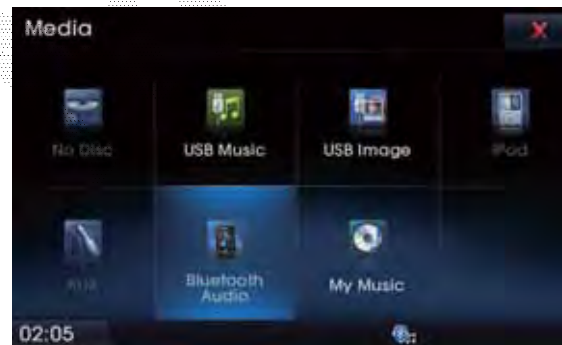 Media
X
No Disc
USB Music
USB Image
iPod
AUX
Bluetooth
Audio
My Music
02:05